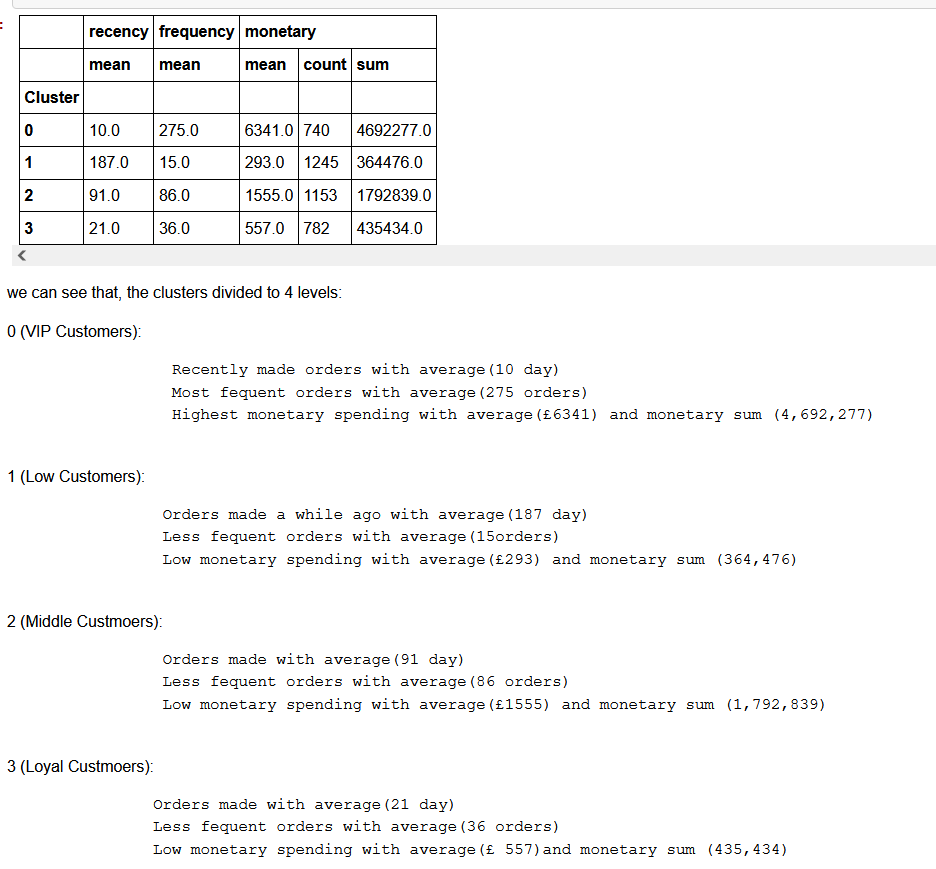 recency frequency monetary
mean mean mean count sum
Cluster
0 10.0 275.0 6341.0 740 4692277.0
1 187.0 15.0 293.0 1245 364476.0
2 91.0 86.0 1555.0 1153 1792839.0
3 21.0 36.0 557.0 782 435434.0
we can see that, the clusters divided to 4 levels:
0 (VIP Customers):
Recently made orders with average(10 day)
Most fequent orders with average(275 orders)
Highest monetary spending with average(£6341) and monetary sum (4,692,277)
1 (Low Customers):
Orders made a while ago with average(187 day)
Less fequent orders with average(15orders)
Low monetary spending with average(£293) and monetary sum (364,476)
2 (Middle Custmoers):
Orders made with average(91 day)
Less fequent orders with average(86 orders)
Low monetary spending with average(£1555) and monetary sum (1,792,839)
3 (Loyal Custmoers):
Orders made with average(21 day)
Less fequent orders with average(36 orders)
Low monetary spending with average(£ 557)and monetary sum (435,434)